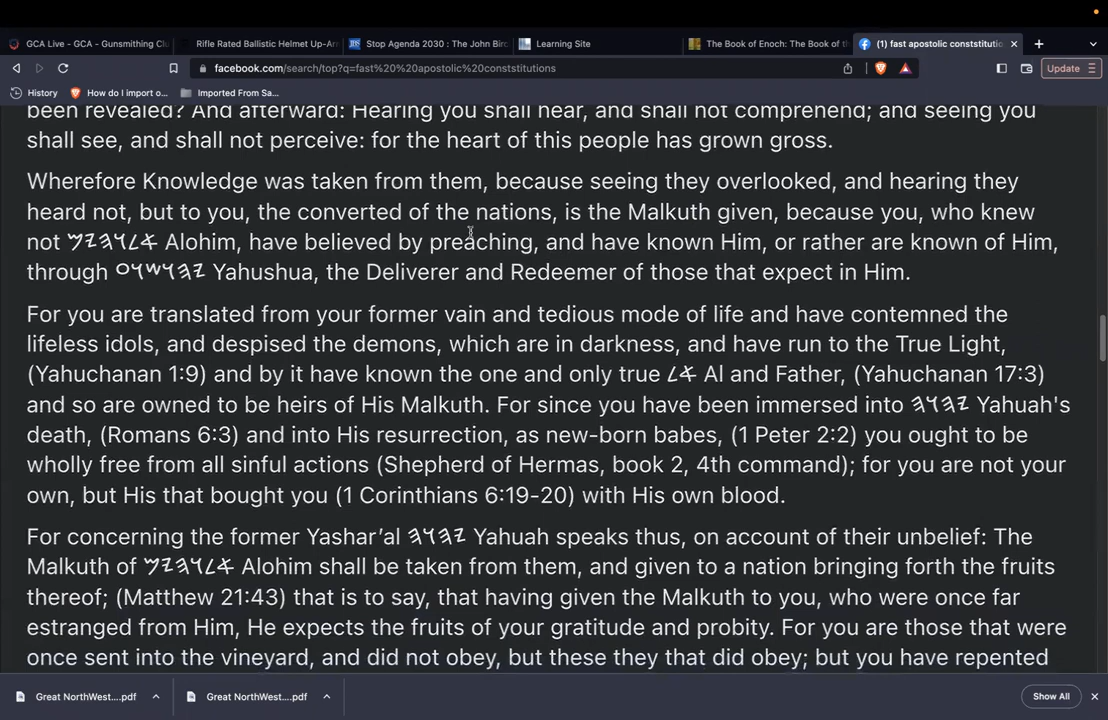 GCA Live - GCA - Gunsmithing Clu
Rifle Rated Ballistic Helmet Up-Arm
JBS Stop Agenda 2030 : The John Birc
Learning Site
The Book of Enoch: The Book of th
(1) fast apostolic conststitutio
facebook.com/search/top?q=fast%20%20apostolic%20conststitutions
Update
History
How do I import o...
Imported From Sa...
been revealed? And afterward: Hearing you shall hear, and shall not comprehend; and seeing you
shall see, and shall not perceive: for the heart of this people has grown gross.
Wherefore Knowledge was taken from them, because seeing they overlooked, and hearing they
heard not, but to you, the converted of the nations, is the Malkuth given, because you, who knew
not 𐤀𐤋𐤅𐤄𐤉𐤌 Alohim, have believed by preaching, and have known Him, or rather are known of Him,
through 𐤉𐤄𐤅𐤔𐤅𐤏 Yahushua, the Deliverer and Redeemer of those that expect in Him.
For you are translated from your former vain and tedious mode of life and have contemned the
lifeless idols, and despised the demons, which are in darkness, and have run to the True Light,
(Yahuchanan 1:9) and by it have known the one and only true 𐤀𐤋 Al and Father, (Yahuchanan 17:3)
and so are owned to be heirs of His Malkuth. For since you have been immersed into 𐤉𐤄𐤅𐤄 Yahuah's
death, (Romans 6:3) and into His resurrection, as new-born babes, (1 Peter 2:2) you ought to be
wholly free from all sinful actions (Shepherd of Hermas, book 2, 4th command); for you are not your
own, but His that bought you (1 Corinthians 6:19-20) with His own blood.
For concerning the former Yashar’al 𐤉𐤄𐤅𐤄 Yahuah speaks thus, on account of their unbelief: The
Malkuth of 𐤀𐤋𐤅𐤄𐤉𐤌 Alohim shall be taken from them, and given to a nation bringing forth the fruits
thereof; (Matthew 21:43) that is to say, that having given the Malkuth to you, who were once far
estranged from Him, He expects the fruits of your gratitude and probity. For you are those that were
once sent into the vineyard, and did not obey, but these they that did obey; but you have repented
Great NorthWest....pdf
Great NorthWest....pdf
Show All